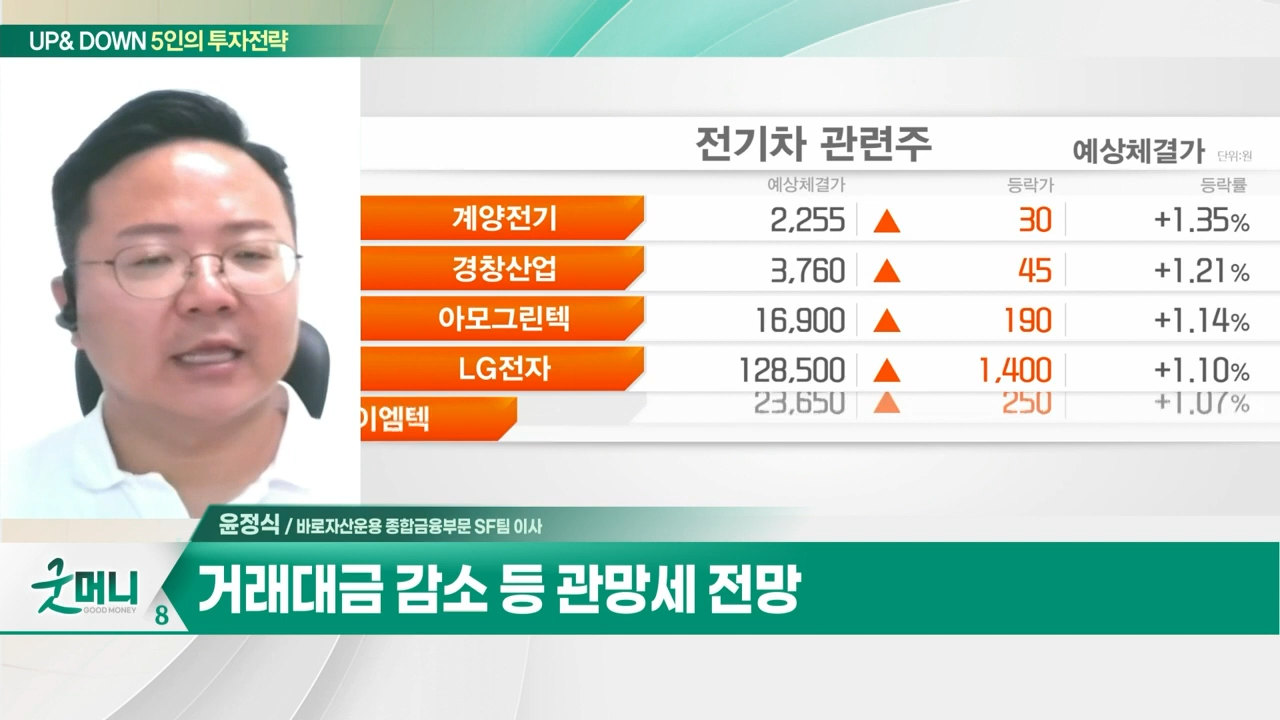 UP& DOWN 5인의 투자전략
전기차 관련주 예상체결가 단위:원
예상체결가 등락가 등락률
계양전기 2,255 ▲ 30 +1.35%
경창산업 3,760 ▲ 45 +1.21%
아모그린텍 16,900 ▲ 190 +1.14%
LG전자 128,500 ▲ 1,400 +1.10%
이엠텍 23,650 ▲ 250 +1.07%
윤정식 / 바로자산운용 종합금융부문 SF팀 이사
굿머니
GOOD MONEY
8
거래대금 감소 등 관망세 전망